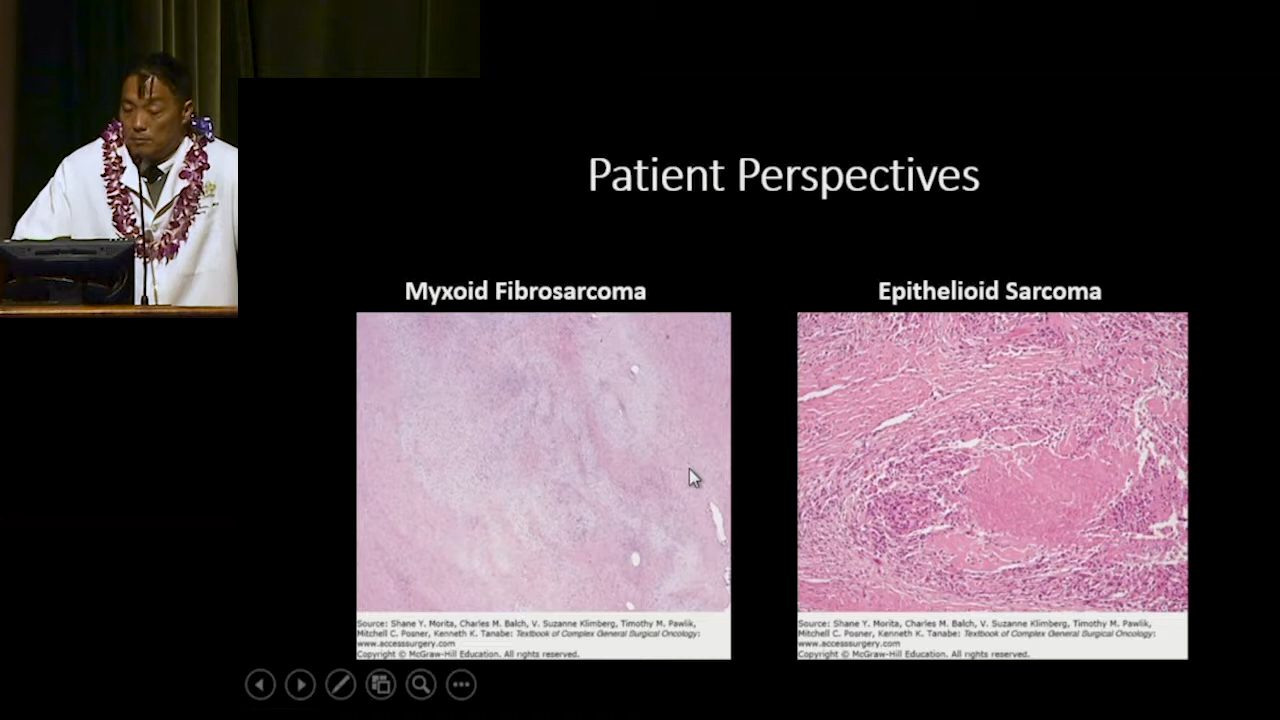 Patient Perspectives
Myxoid Fibrosarcoma
Epithelioid Sarcoma
Source: Shane Y. Morita, Charles M. Balch, V. Suzanne Klimberg, Timothy M. Pawlik,
Mitchell C. Posner, Kenneth K. Tanabe: Textbook of Complex General Surgical Oncology:
www.accesssurgery.com
Copyright © McGraw-Hill Education. All rights reserved.
Source: Shane Y. Morita, Charles M. Balch, V. Suzanne Klimberg, Timothy M. Pawlik,
Mitchell C. Posner, Kenneth K. Tanabe: Textbook of Complex General Surgical Oncology:
www.accesssurgery.com
Copyright © McGraw-Hill Education. All rights reserved.